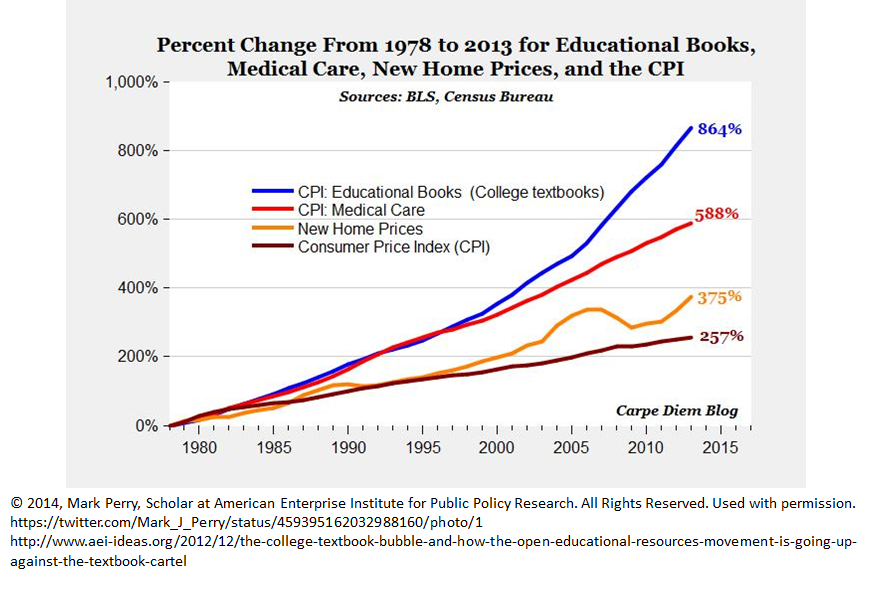 Percent Change From 1978 to 2013 for Educational Books,
Medical Care, New Home Prices, and the CPI
Sources: BLS, Census Bureau
1,000%
800%
600%
400%
200%
0%
CPI: Educational Books (College textbooks)
CPI: Medical Care
New Home Prices
Consumer Price Index (CPI)
864%
588%
375%
257%
Carpe Diem Blog
1980 1985 1990 1995 2000 2005 2010 2015
© 2014, Mark Perry, Scholar at American Enterprise Institute for Public Policy Research. All Rights Reserved. Used with permission.
https://twitter.com/Mark_J_Perry/status/459395162032988160/photo/1
http://www.aei-ideas.org/2012/12/the-college-textbook-bubble-and-how-the-open-educational-resources-movement-is-going-up-
against-the-textbook-cartel